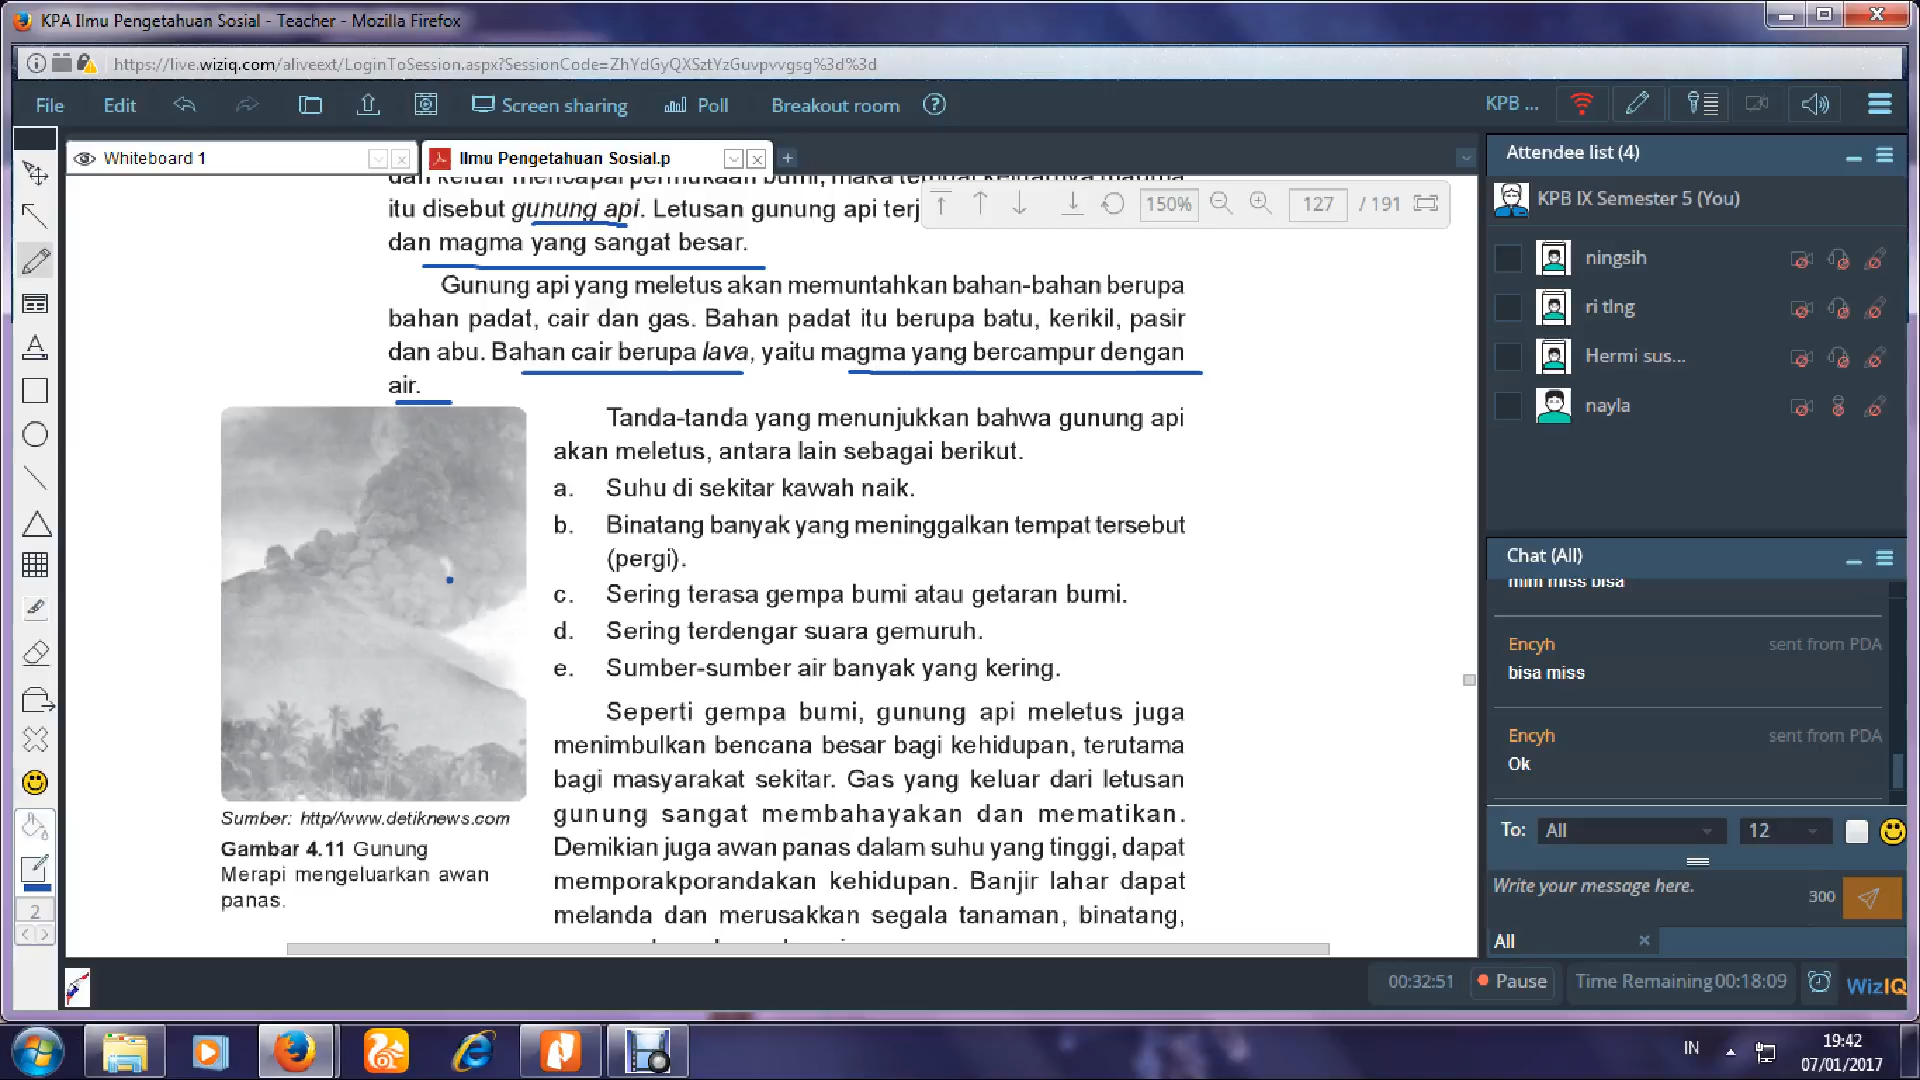 KPA Ilmu Pengetahuan Sosial - Teacher - Mozilla Firefox
https://live.wiziq.com/aliveext/LoginToSession.aspx?SessionCode=ZhYdGyQXSztYzGuvpvvgsg%3d%3d
File Edit Screen sharing Poll Breakout room KPB ...
Whiteboard 1 Ilmu Pengetahuan Sosial.p
150% 127 / 191
dan keluar mencapai permukaan bumi, maka tempat keluarnya magma
itu disebut gunung api. Letusan gunung api terj
dan magma yang sangat besar.
Gunung api yang meletus akan memuntahkan bahan-bahan berupa
bahan padat, cair dan gas. Bahan padat itu berupa batu, kerikil, pasir
dan abu. Bahan cair berupa lava, yaitu magma yang bercampur dengan
air.
Tanda-tanda yang menunjukkan bahwa gunung api
akan meletus, antara lain sebagai berikut.
a. Suhu di sekitar kawah naik.
b. Binatang banyak yang meninggalkan tempat tersebut
(pergi).
c. Sering terasa gempa bumi atau getaran bumi.
d. Sering terdengar suara gemuruh.
e. Sumber-sumber air banyak yang kering.
Seperti gempa bumi, gunung api meletus juga
menimbulkan bencana besar bagi kehidupan, terutama
bagi masyarakat sekitar. Gas yang keluar dari letusan
gunung sangat membahayakan dan mematikan.
Demikian juga awan panas dalam suhu yang tinggi, dapat
memporakporandakan kehidupan. Banjir lahar dapat
melanda dan merusakkan segala tanaman, binatang,
Sumber: http//www.detiknews.com
Gambar 4.11 Gunung
Merapi mengeluarkan awan
panas.
2
Attendee list (4)
KPB IX Semester 5 (You)
ningsih
ri tlng
Hermi sus...
nayla
Chat (All)
mim miss bisa
Encyh sent from PDA
bisa miss
Encyh sent from PDA
Ok
To: All 12
Write your message here.
300
All
00:32:51 Pause Time Remaining 00:18:09 WizIQ
IN 19:42
07/01/2017